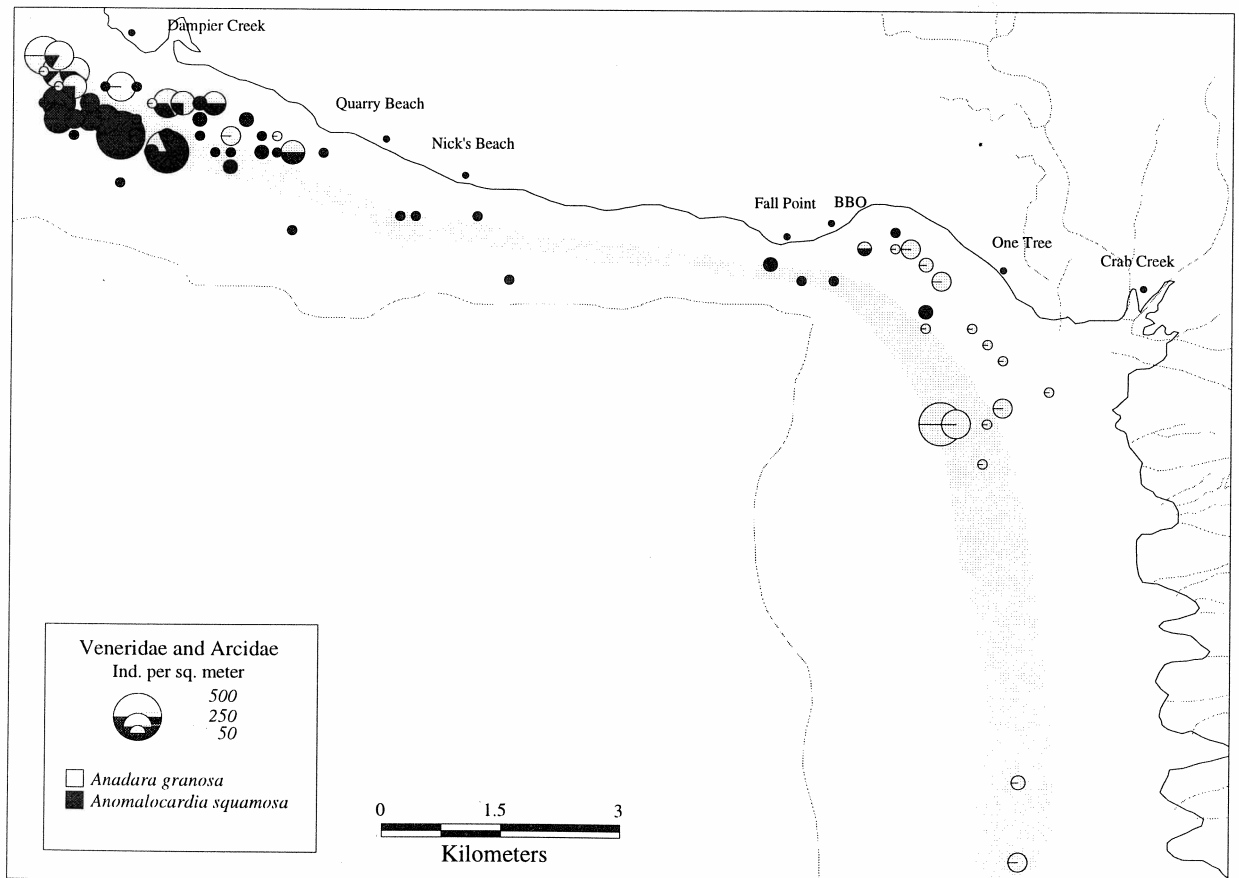 Dampier Creek
Quarry Beach
Nick's Beach
Fall Point
BBO
One Tree
Crab Creek
Veneridae and Arcidae
Ind. per sq. meter
500
250
50
Anadara granosa
Anomalocardia squamosa
0 1.5 3
Kilometers